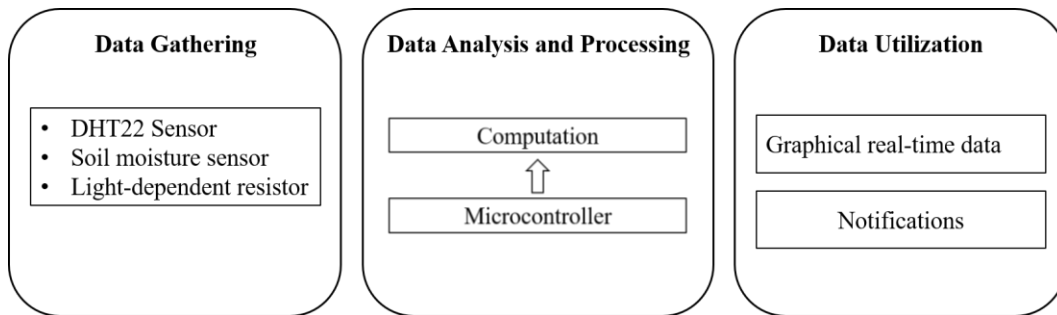 Data Gathering
• DHT22 Sensor
• Soil moisture sensor
• Light-dependent resistor
Data Analysis and Processing
Computation
Microcontroller
Data Utilization
Graphical real-time data
Notifications